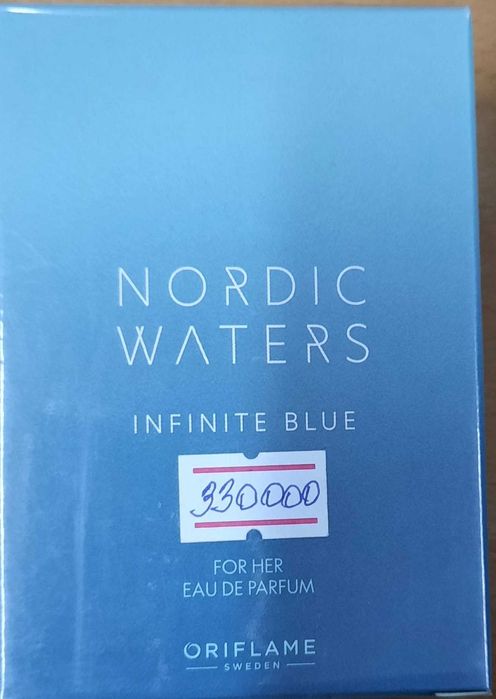 NORDIC
WATERS
INFINITE BLUE
330000
FOR HER
EAU DE PARFUM
ORIFLAME
SWEDEN